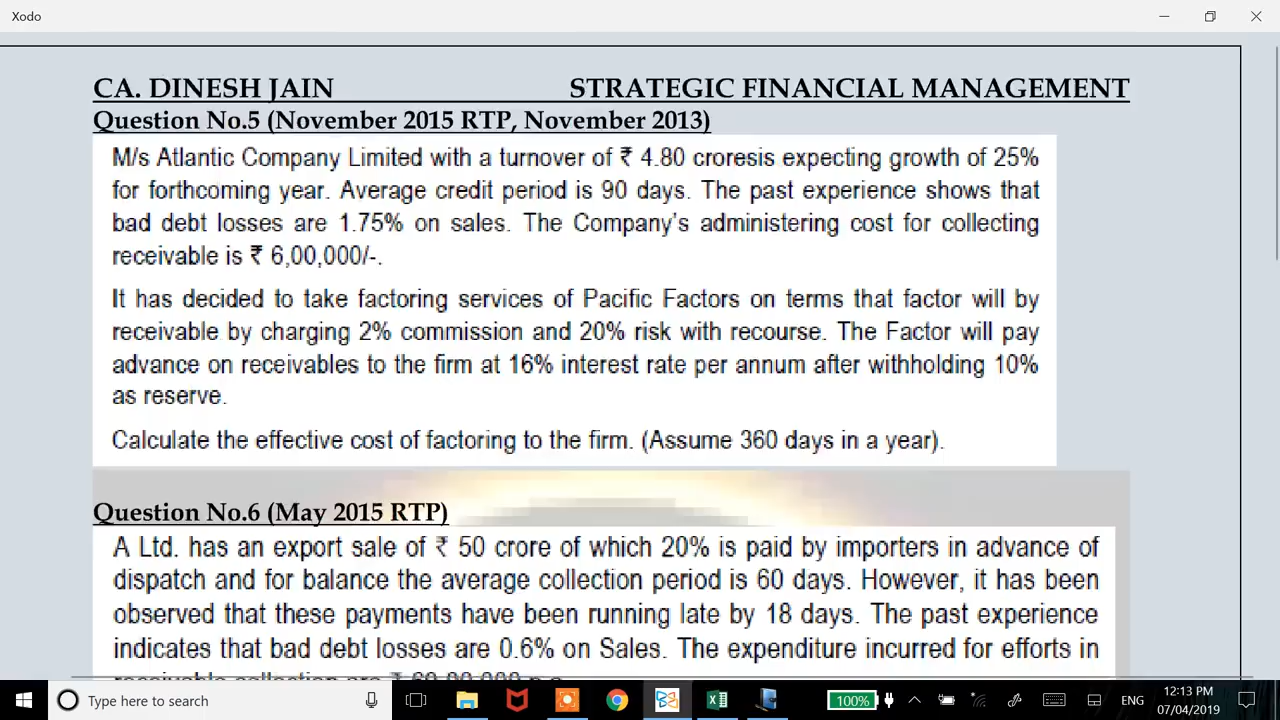 Xodo
CA. DINESH JAIN STRATEGIC FINANCIAL MANAGEMENT
Question No.5 (November 2015 RTP, November 2013)
M/s Atlantic Company Limited with a turnover of ₹ 4.80 croresis expecting growth of 25%
for forthcoming year. Average credit period is 90 days. The past experience shows that
bad debt losses are 1.75% on sales. The Company's administering cost for collecting
receivable is ₹ 6,00,000/-.
It has decided to take factoring services of Pacific Factors on terms that factor will by
receivable by charging 2% commission and 20% risk with recourse. The Factor will pay
advance on receivables to the firm at 16% interest rate per annum after withholding 10%
as reserve.
Calculate the effective cost of factoring to the firm. (Assume 360 days in a year).
Question No.6 (May 2015 RTP)
A Ltd. has an export sale of ₹ 50 crore of which 20% is paid by importers in advance of
dispatch and for balance the average collection period is 60 days. However, it has been
observed that these payments have been running late by 18 days. The past experience
indicates that bad debt losses are 0.6% on Sales. The expenditure incurred for efforts in
Type here to search
100%
ENG
12:13 PM
07/04/2019